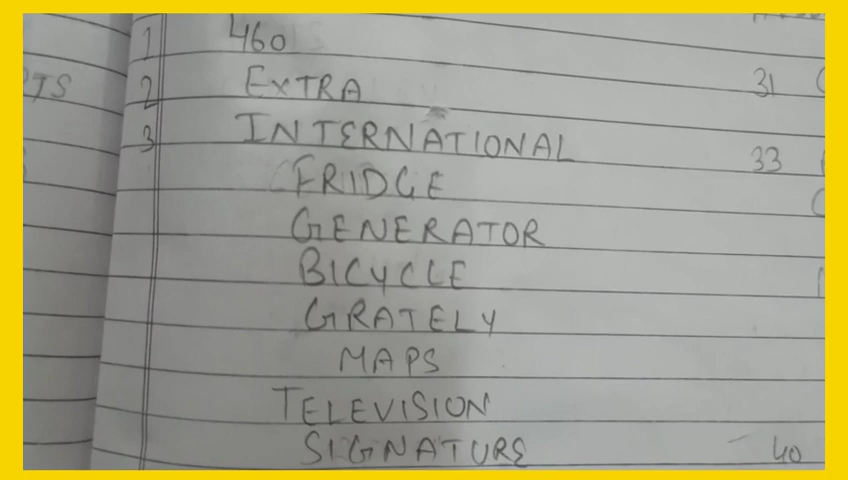 1 460
2 EXTRA 31
3 INTERNATIONAL 33
FRIDGE
GENERATOR
BICYCLE
GRATELY
MAPS
TELEVISION
SIGNATURE 40